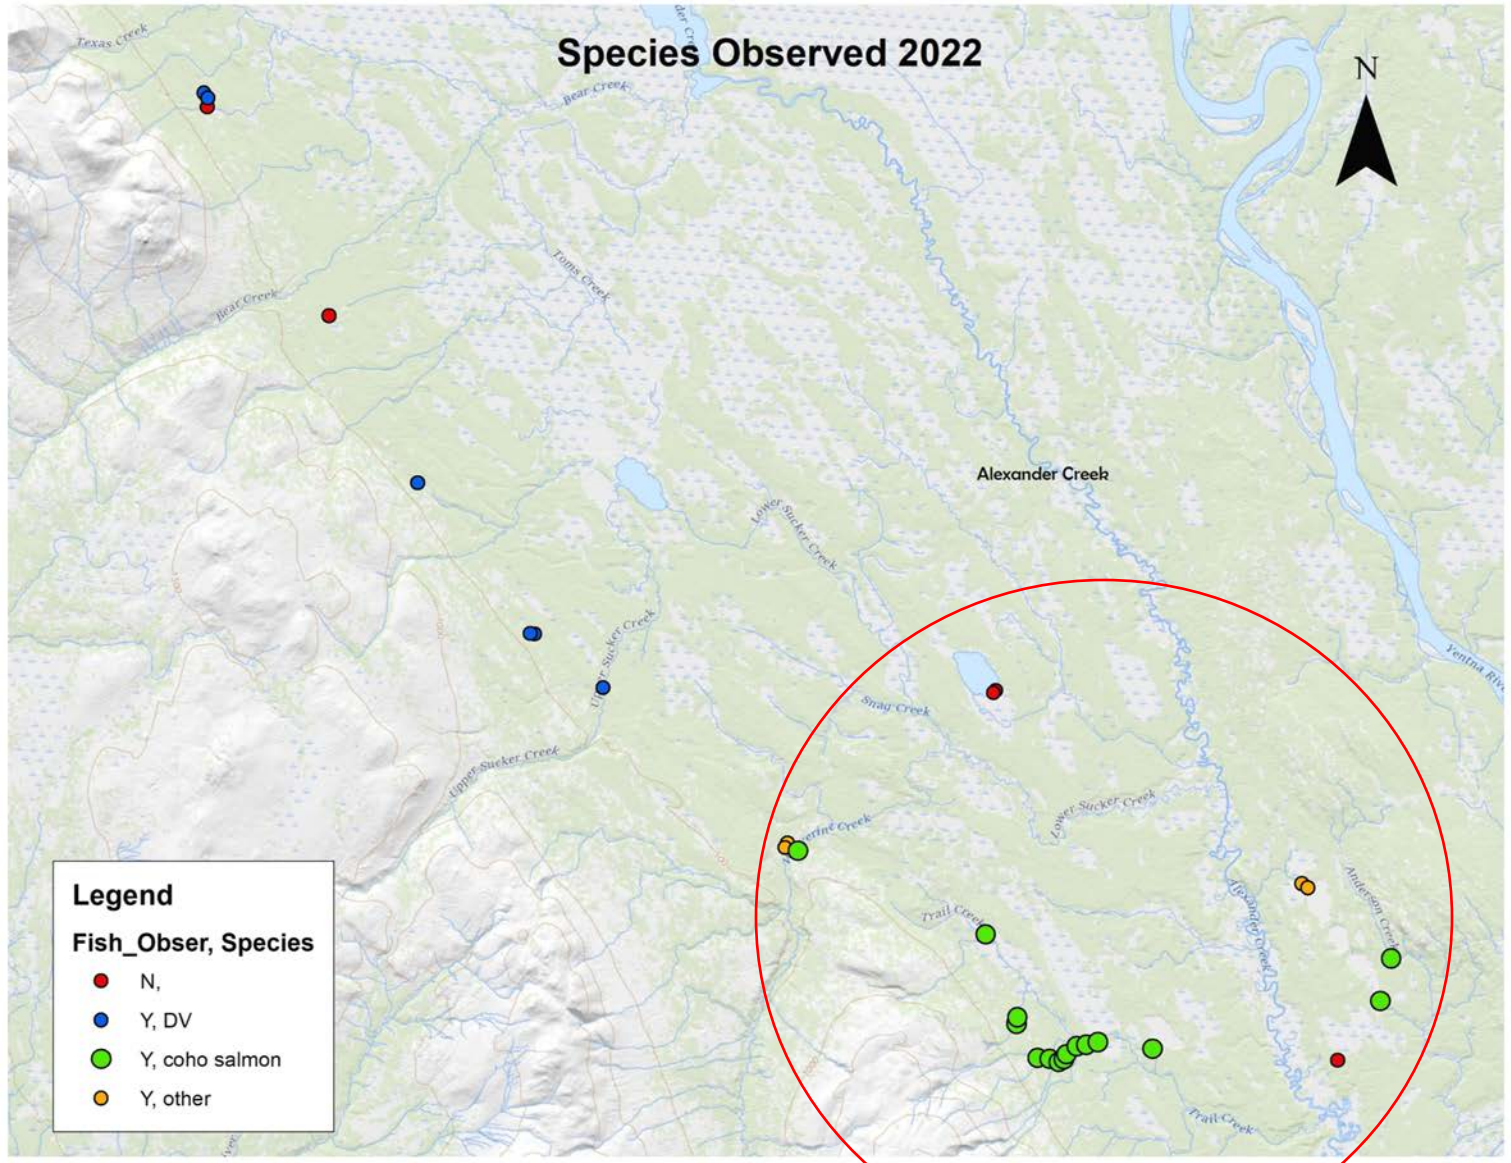 Species Observed 2022
Texas Creek
Bear Creek
N
Toms Creek
Bear Creek
Alexander Creek
Lower Sucker Creek
Upper Sucker Creek
Yentna
Snag Creek
Upper Sucker Creek
Lower Sucker Creek
Creek
Anderson Creek
Alexander Creek
Trail Creek
Trail Creek
Legend
Fish_Obser, Species
N,
Y, DV
Y, coho salmon
Y, other